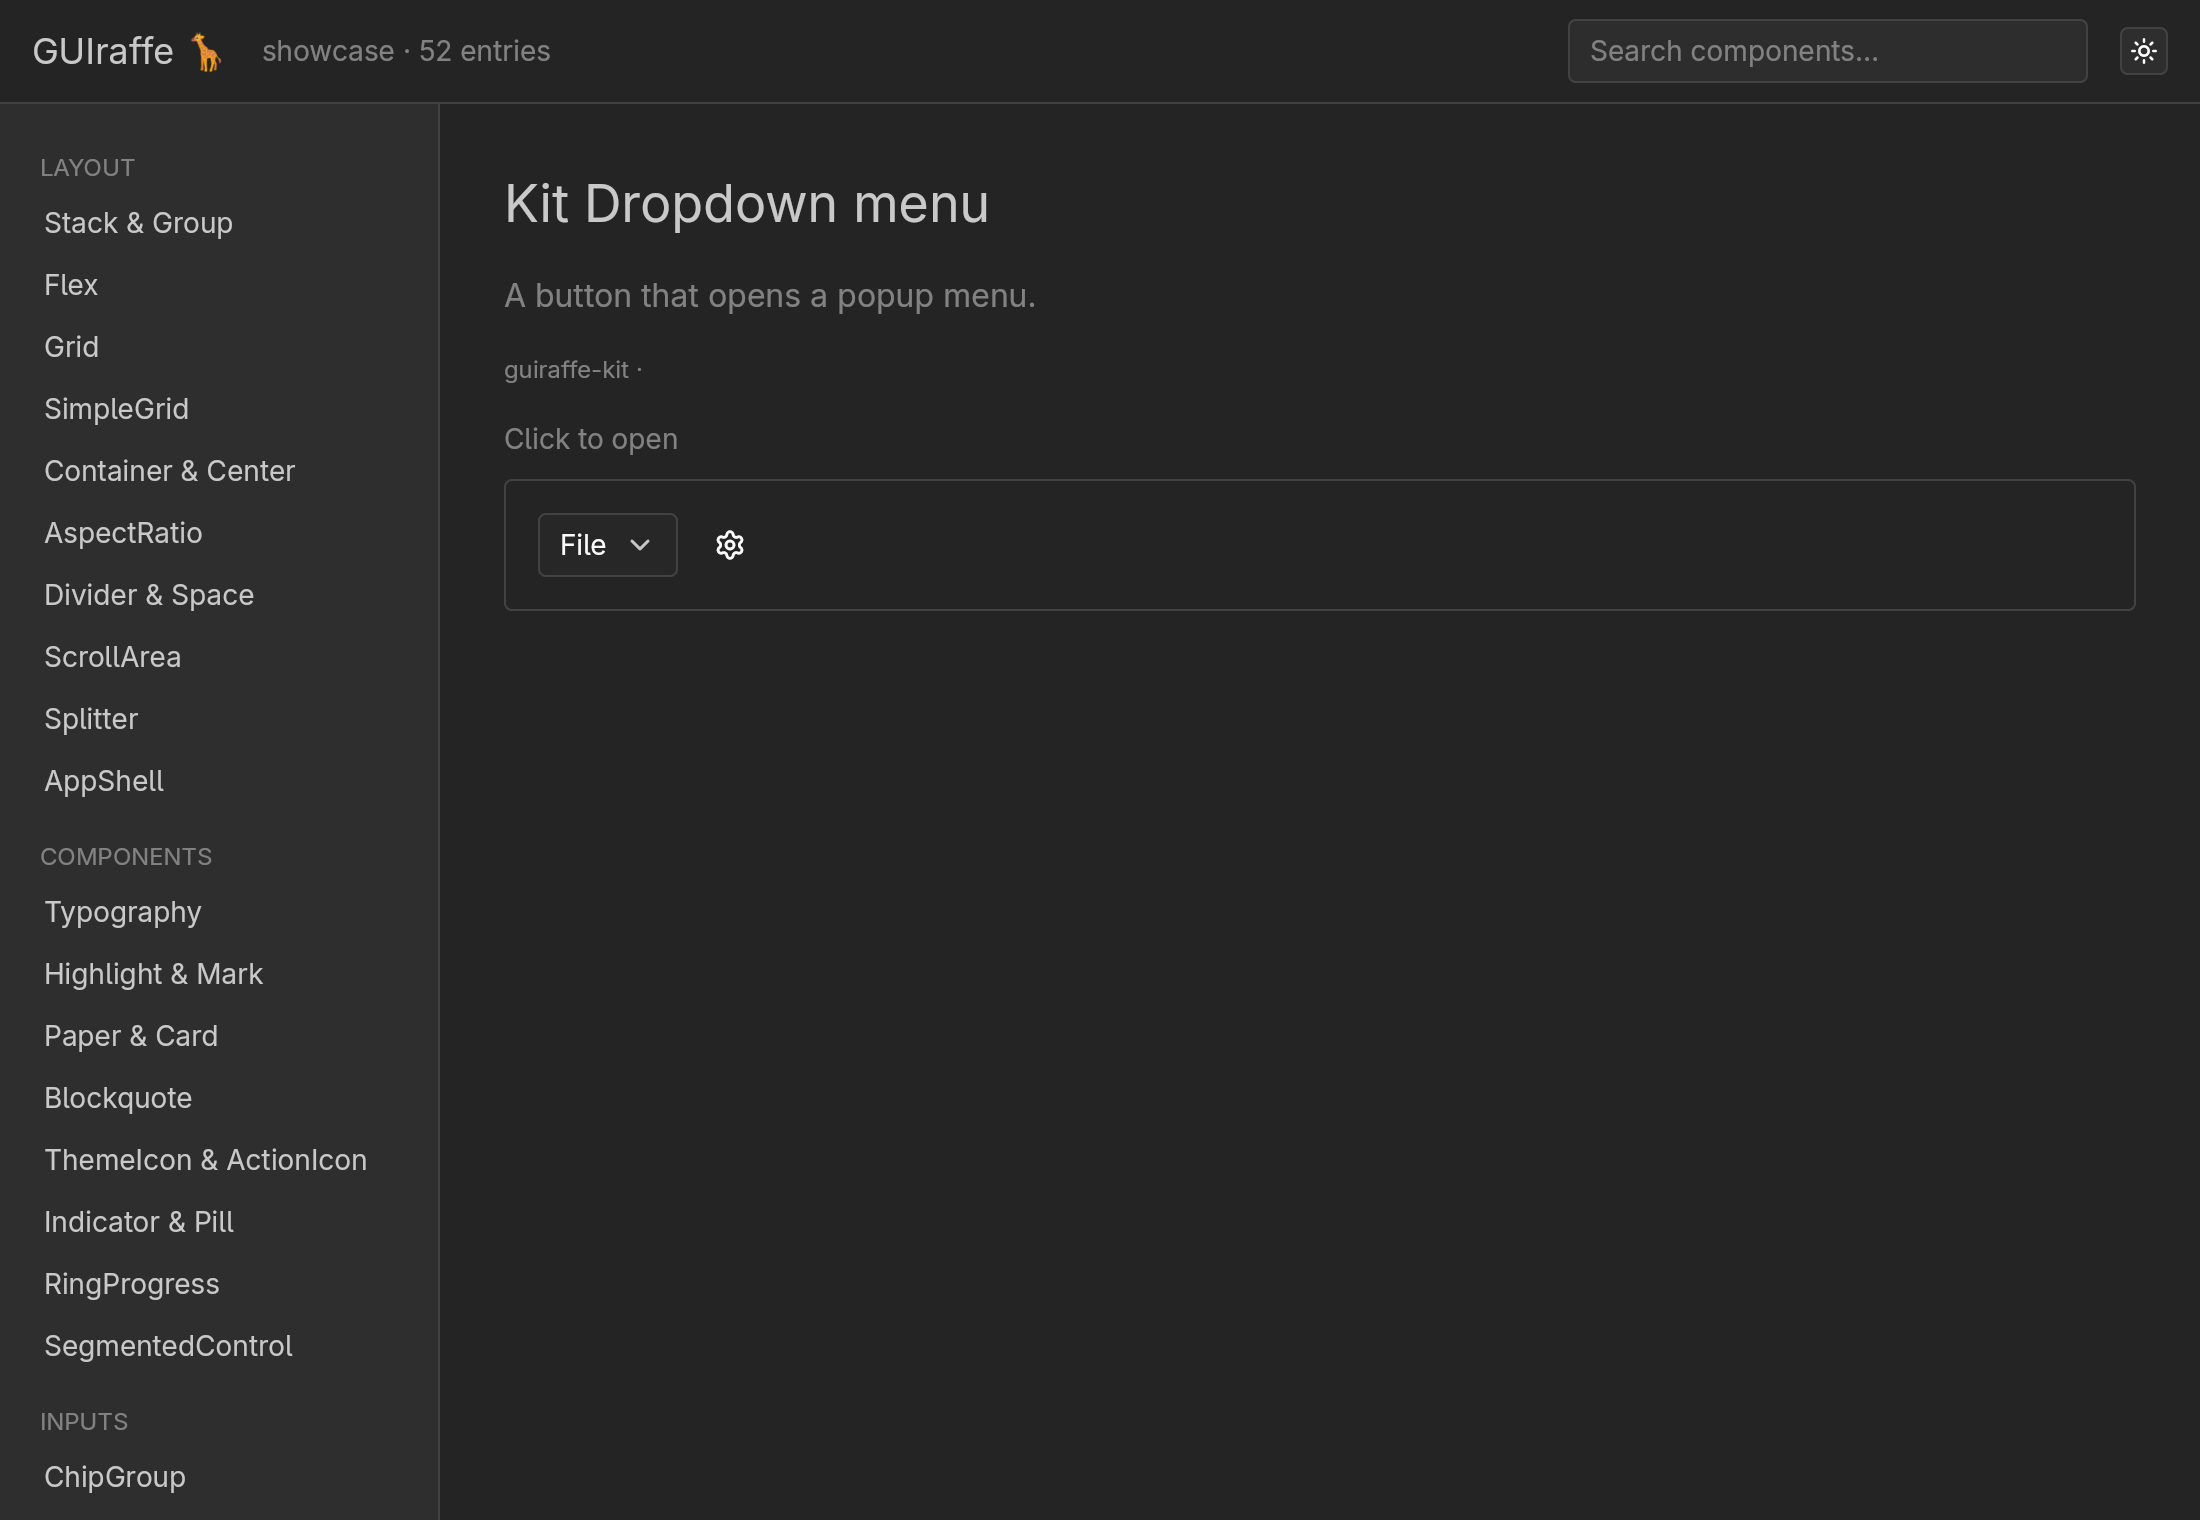 GUIraffe 🦒
showcase · 52 entries
Search components...
LAYOUT
Stack & Group
Flex
Grid
SimpleGrid
Container & Center
AspectRatio
Divider & Space
ScrollArea
Splitter
AppShell
COMPONENTS
Typography
Highlight & Mark
Paper & Card
Blockquote
ThemeIcon & ActionIcon
Indicator & Pill
RingProgress
SegmentedControl
INPUTS
ChipGroup
Kit Dropdown menu
A button that opens a popup menu.
guiraffe-kit ·
Click to open
File